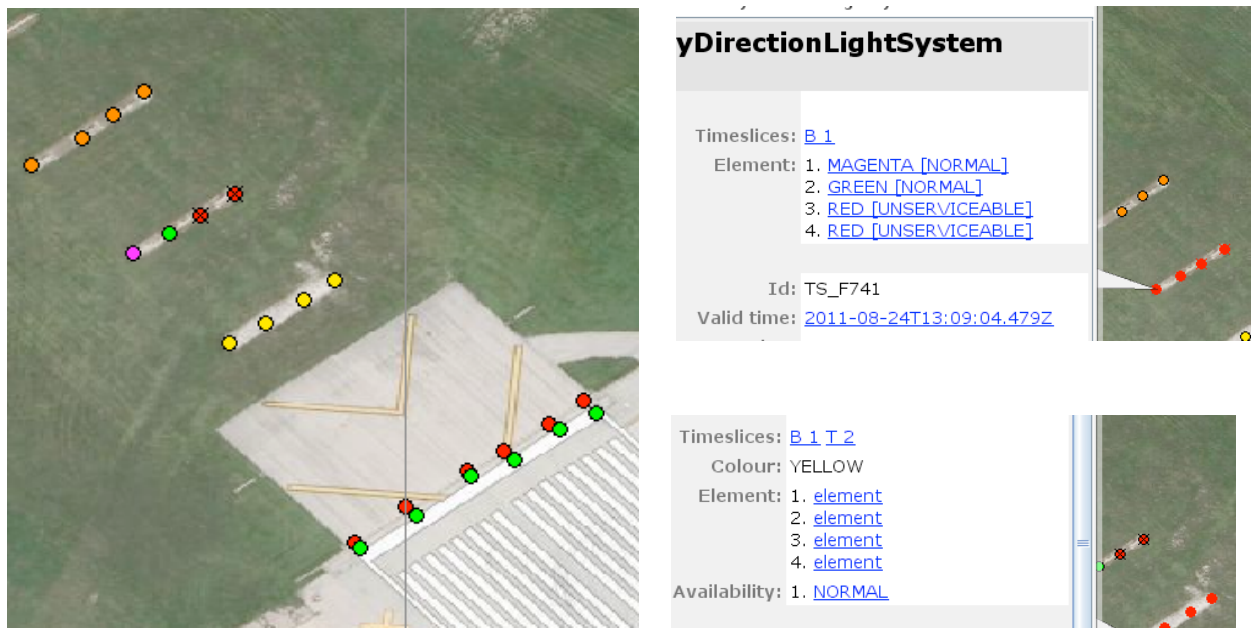 yDirectionLightSystem
Timeslices: B 1
Element: 1. MAGENTA [NORMAL]
2. GREEN [NORMAL]
3. RED [UNSERVICEABLE]
4. RED [UNSERVICEABLE]
Id: TS_F741
Valid time: 2011-08-24T13:09:04.479Z
Timeslices: B 1 T 2
Colour: YELLOW
Element: 1. element
2. element
3. element
4. element
Availability: 1. NORMAL